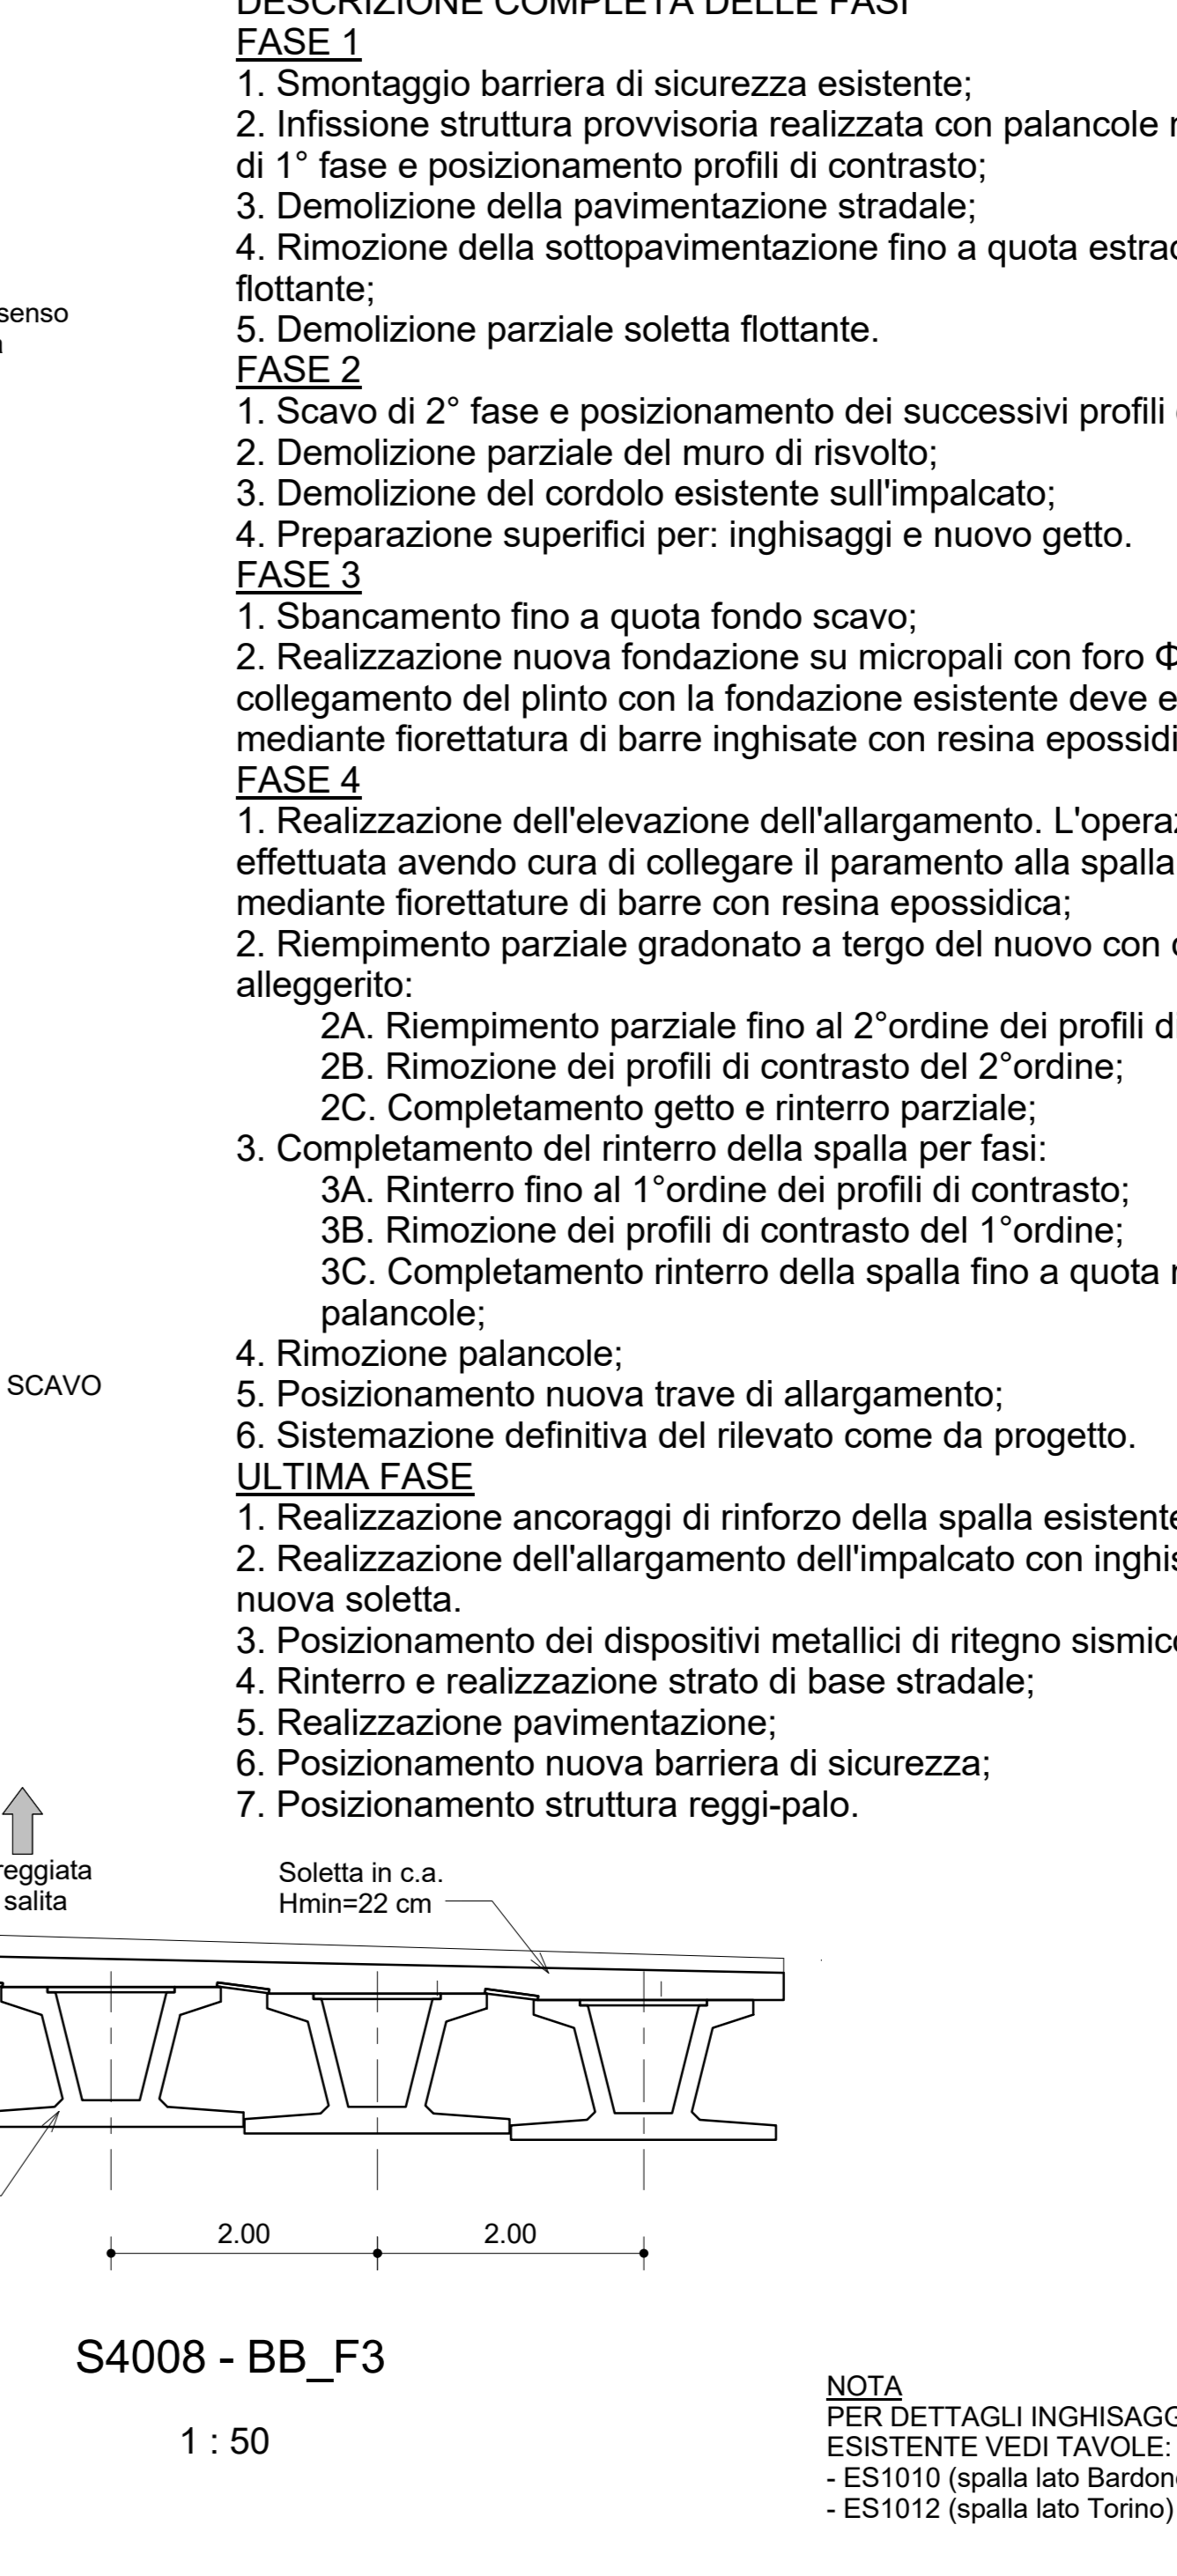 DESCRIZIONE COMPLETA DELLE FASI
FASE 1
1. Smontaggio barriera di sicurezza esistente;
2. Infissione struttura provvisoria realizzata con palancole
di 1° fase e posizionamento profili di contrasto;
3. Demolizione della pavimentazione stradale;
4. Rimozione della sottopavimentazione fino a quota
flottante;
senso
5. Demolizione parziale soletta flottante.
FASE 2
1. Scavo di 2° fase e posizionamento dei successivi profili
2. Demolizione parziale del muro di risvolto;
3. Demolizione del cordolo esistente sull'impalcato;
4. Preparazione superifici per: inghisaggi e nuovo getto.
FASE 3
1. Sbancamento fino a quota fondo scavo;
2. Realizzazione nuova fondazione su micropali con foro Φ
collegamento del plinto con la fondazione esistente deve e
mediante fiorettatura di barre inghisate con resina epossidi
FASE 4
1. Realizzazione dell'elevazione dell'allargamento. L'opera
effettuata avendo cura di collegare il paramento alla spalla
mediante fiorettature di barre con resina epossidica;
2. Riempimento parziale gradonato a tergo del nuovo con
alleggerito:
2A. Riempimento parziale fino al 2°ordine dei profili di
2B. Rimozione dei profili di contrasto del 2°ordine;
2C. Completamento getto e rinterro parziale;
3. Completamento del rinterro della spalla per fasi:
3A. Rinterro fino al 1°ordine dei profili di contrasto;
3B. Rimozione dei profili di contrasto del 1°ordine;
3C. Completamento rinterro della spalla fino a quota
palancole;
4. Rimozione palancole;
SCAVO
5. Posizionamento nuova trave di allargamento;
6. Sistemazione definitiva del rilevato come da progetto.
ULTIMA FASE
1. Realizzazione ancoraggi di rinforzo della spalla esistente
2. Realizzazione dell'allargamento dell'impalcato con inghis
nuova soletta.
3. Posizionamento dei dispositivi metallici di ritegno sismico
4. Rinterro e realizzazione strato di base stradale;
5. Realizzazione pavimentazione;
6. Posizionamento nuova barriera di sicurezza;
7. Posizionamento struttura reggi-palo.
reggiata
salita
Soletta in c.a.
Hmin=22 cm
2.00 2.00
S4008 - BB_F3
1 : 50
NOTA
PER DETTAGLI INGHISAGG
ESISTENTE VEDI TAVOLE:
- ES1010 (spalla lato Bardon
- ES1012 (spalla lato Torino)